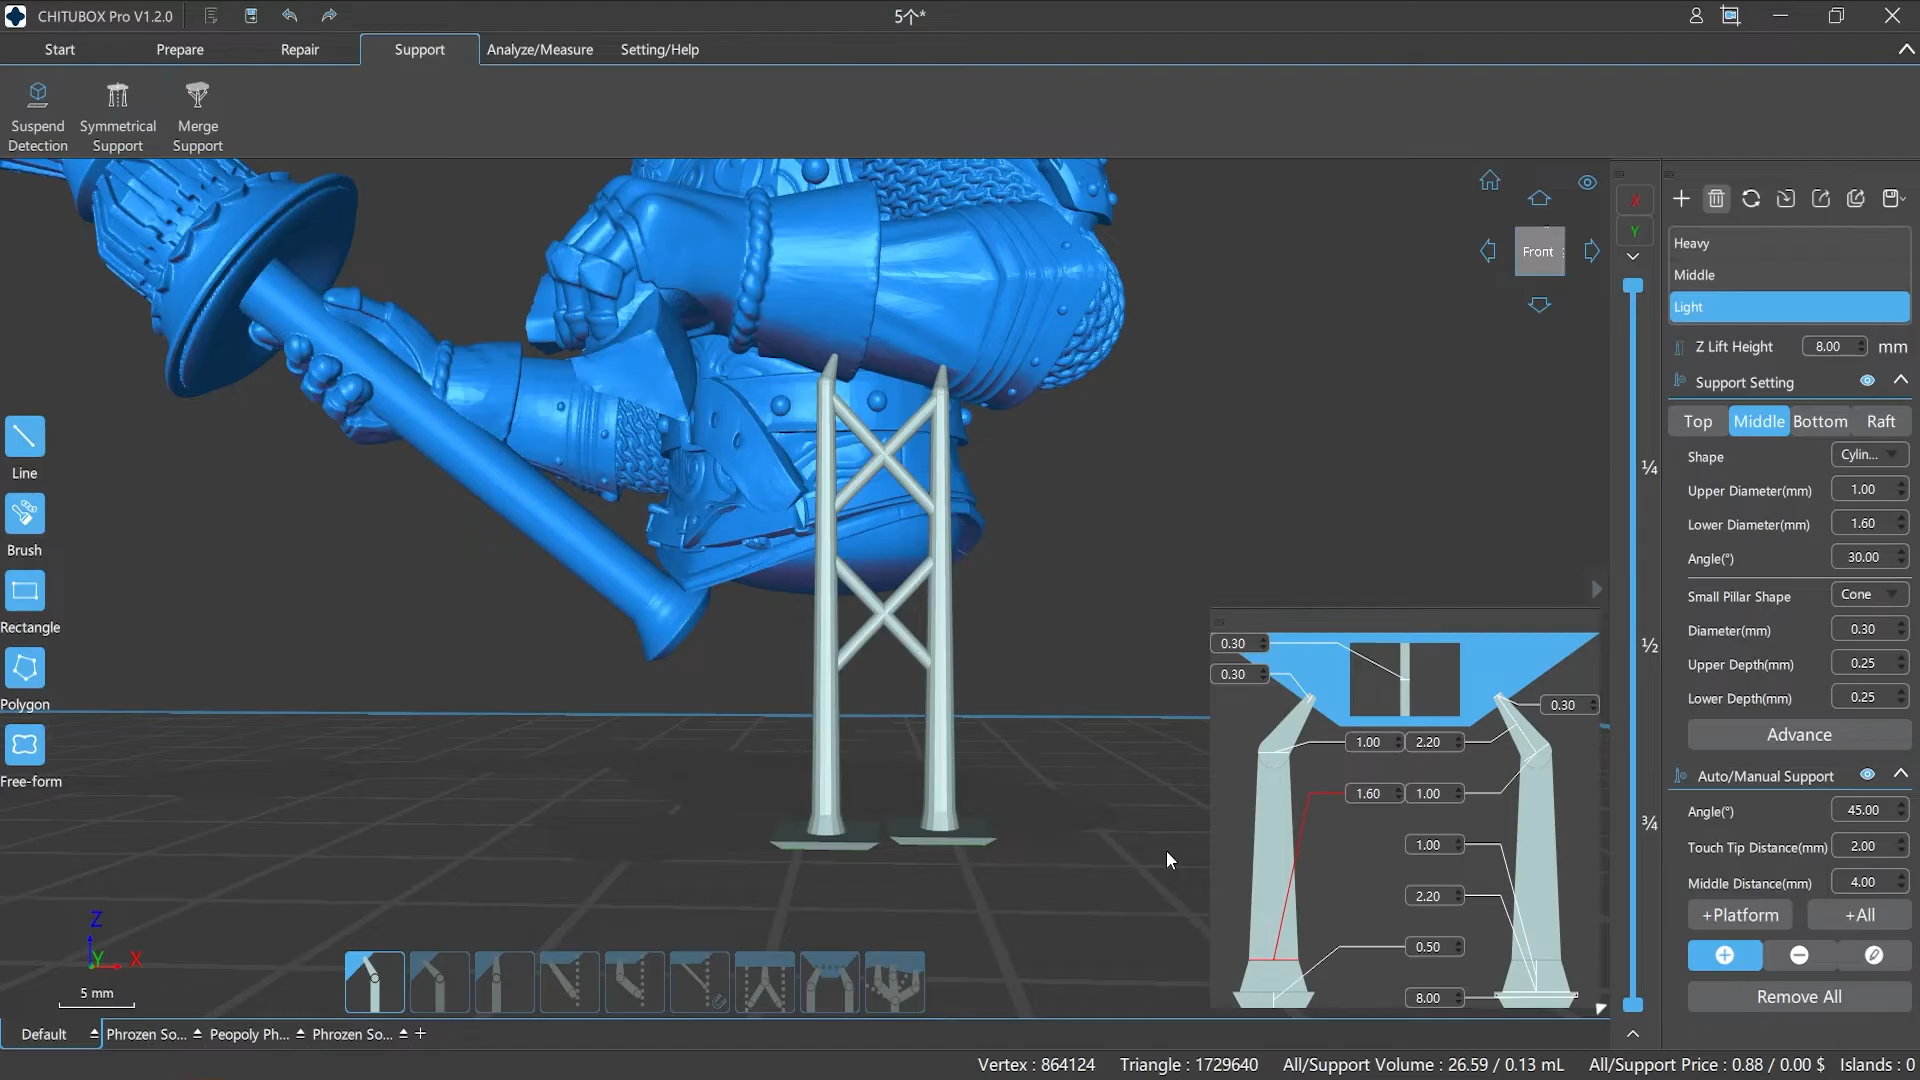 CHITUBOX Pro V1.2.0
5个*
Start
Prepare
Repair
Support
Analyze/Measure
Setting/Help
Suspend
Detection
Symmetrical
Support
Merge
Support
Line
Brush
Rectangle
Polygon
Free-form
Front
X
Y
¼
½
¾
Heavy
Middle
Light
Z Lift Height 8.00 mm
Support Setting
Top Middle Bottom Raft
Shape Cylin...
Upper Diameter(mm) 1.00
Lower Diameter(mm) 1.60
Angle(°) 30.00
Small Pillar Shape Cone
Diameter(mm) 0.30
Upper Depth(mm) 0.25
Lower Depth(mm) 0.25
Advance
Auto/Manual Support
Angle(°) 45.00
Touch Tip Distance(mm) 2.00
Middle Distance(mm) 4.00
+Platform +All
Remove All
0.30
0.30
0.30
1.00 2.20
1.60 1.00
1.00
2.20
0.50
8.00
Z
Y
X
5 mm
Default Phrozen So... Peopoly Ph... Phrozen So... +
Vertex : 864124 Triangle : 1729640 All/Support Volume : 26.59 / 0.13 mL All/Support Price : 0.88 / 0.00 $ Islands : 0